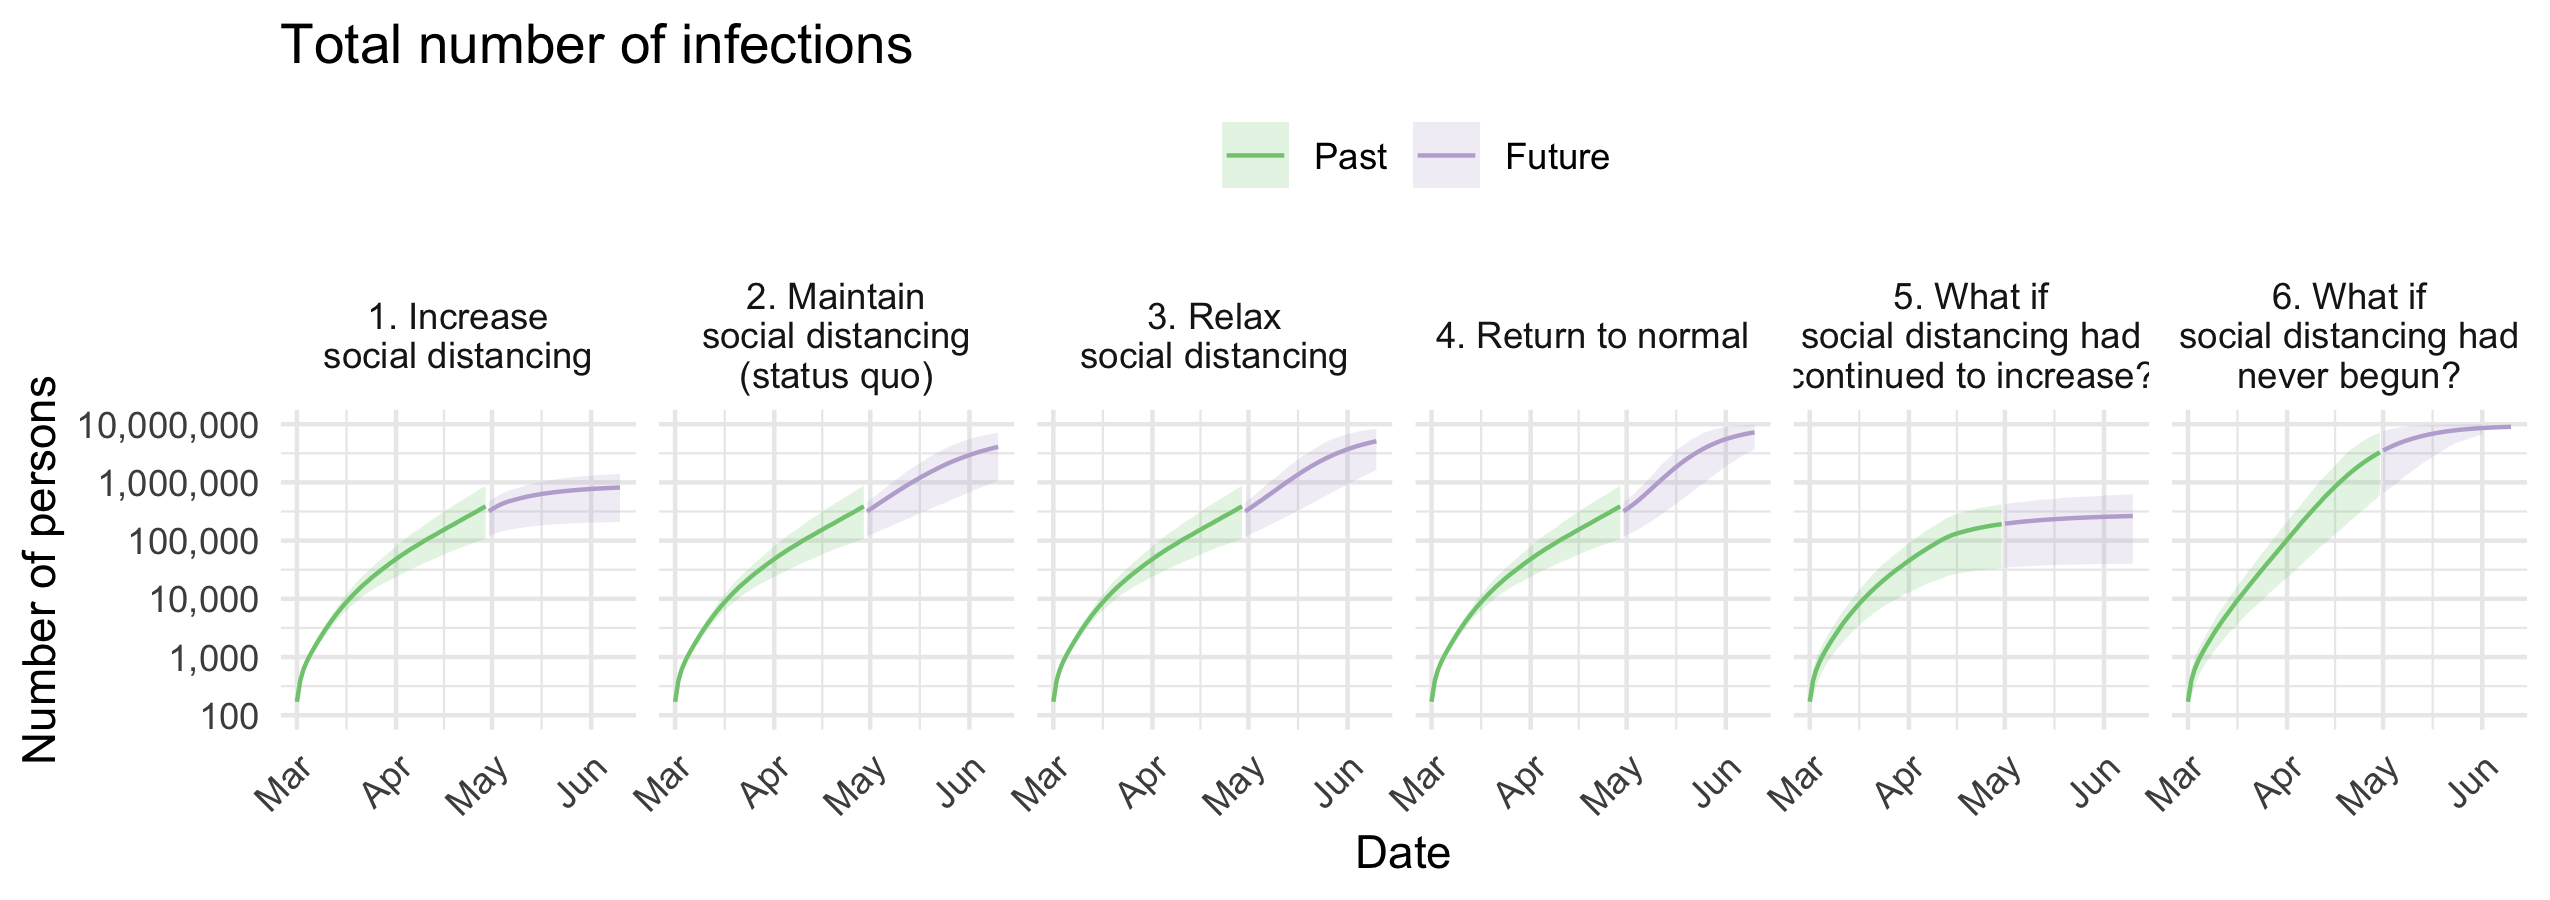 Total number of infections
Past
Future
1. Increase
social distancing
2. Maintain
social distancing
(status quo)
3. Relax
social distancing
4. Return to normal
5. What if
social distancing had
continued to increase?
6. What if
social distancing had
never begun?
Number of persons
10,000,000
1,000,000
100,000
10,000
1,000
100
Mar Apr May Jun
Mar Apr May Jun
Mar Apr May Jun
Mar Apr May Jun
Mar Apr May Jun
Mar Apr May Jun
Date